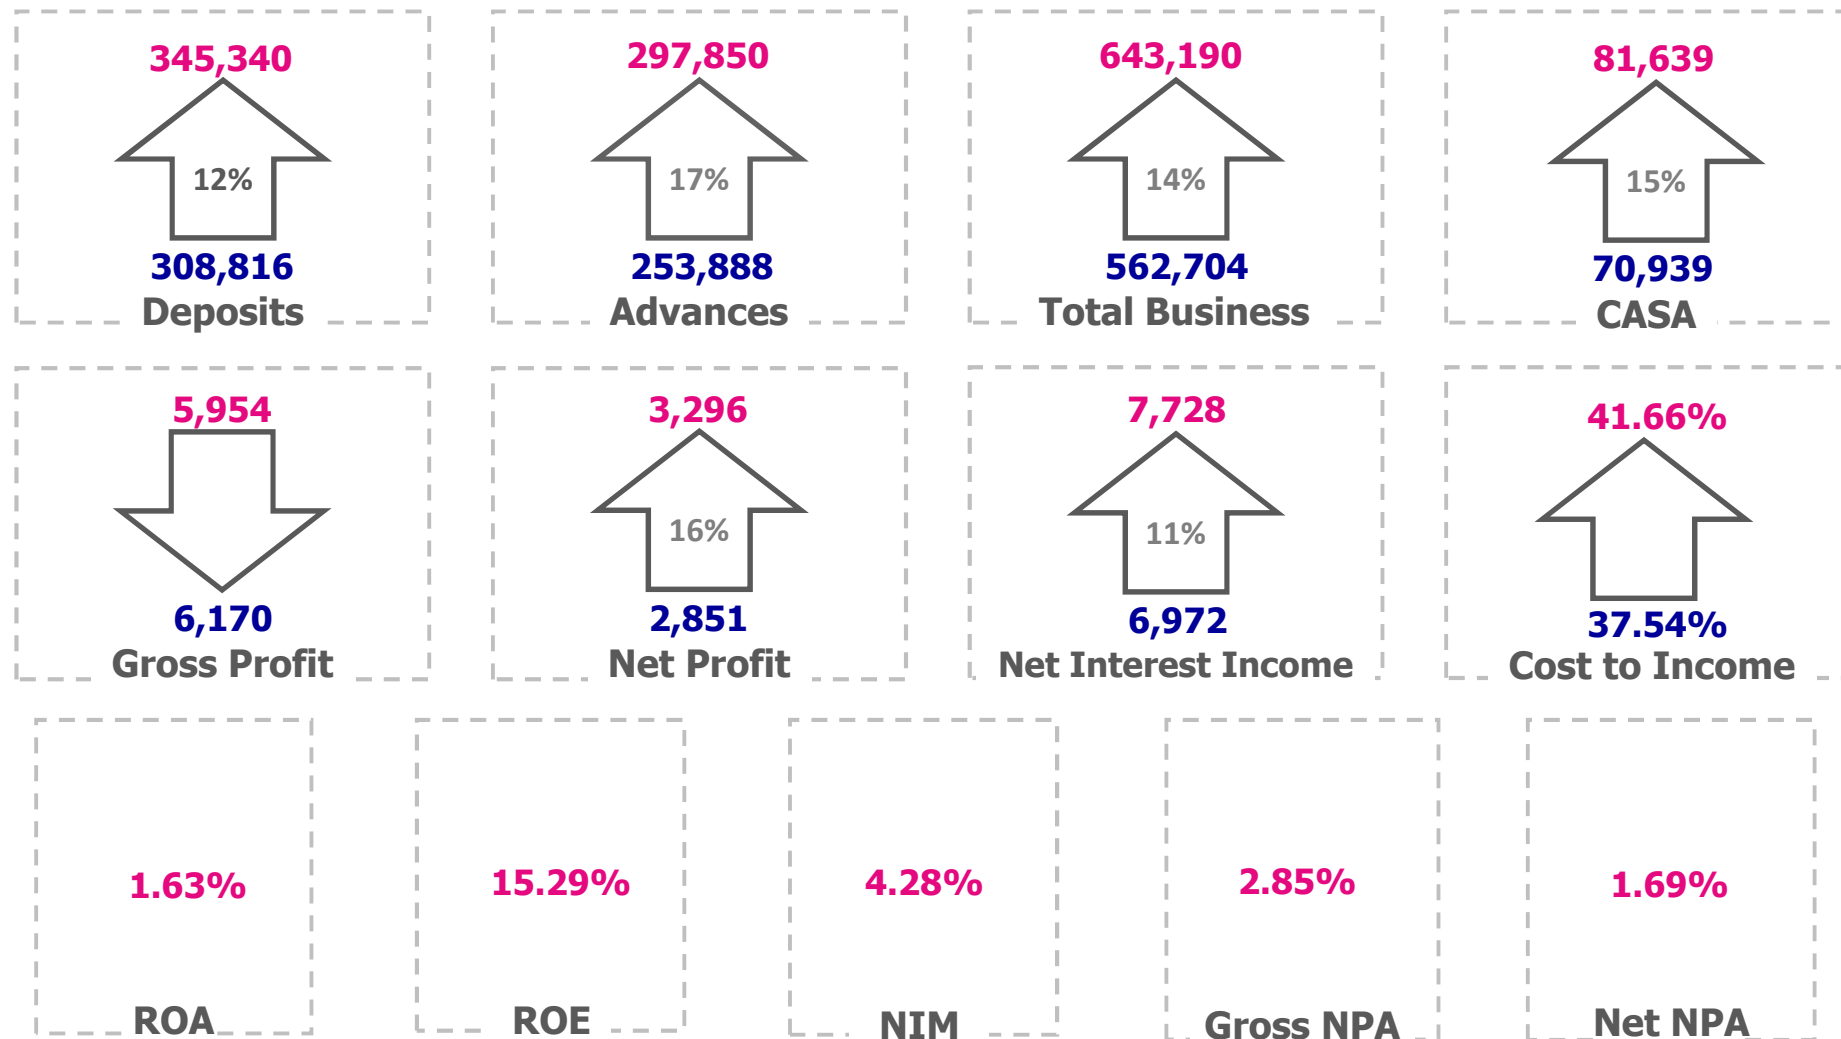 345,340
12%
308,816
Deposits
297,850
17%
253,888
Advances
643,190
14%
562,704
Total Business
81,639
15%
70,939
CASA
5,954
6,170
Gross Profit
3,296
16%
2,851
Net Profit
7,728
11%
6,972
Net Interest Income
41.66%
37.54%
Cost to Income
1.63%
ROA
15.29%
ROE
4.28%
NIM
2.85%
Gross NPA
1.69%
Net NPA